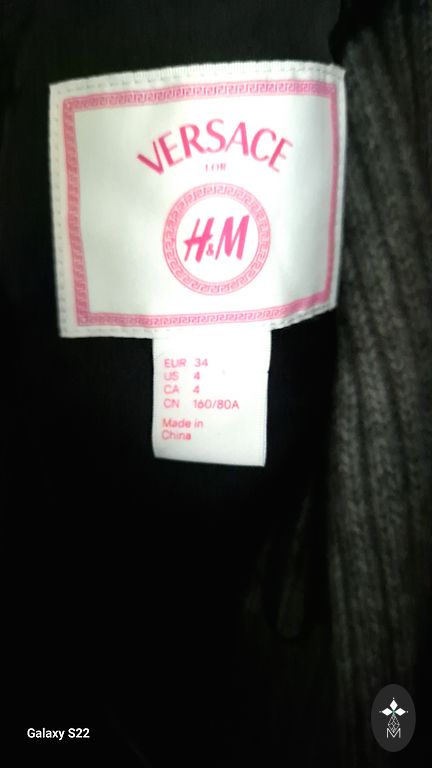 VERSACE
FOR
H&M
EUR 34
US 4
CA 4
CN 160/80A
Made in
China
Galaxy S22
M